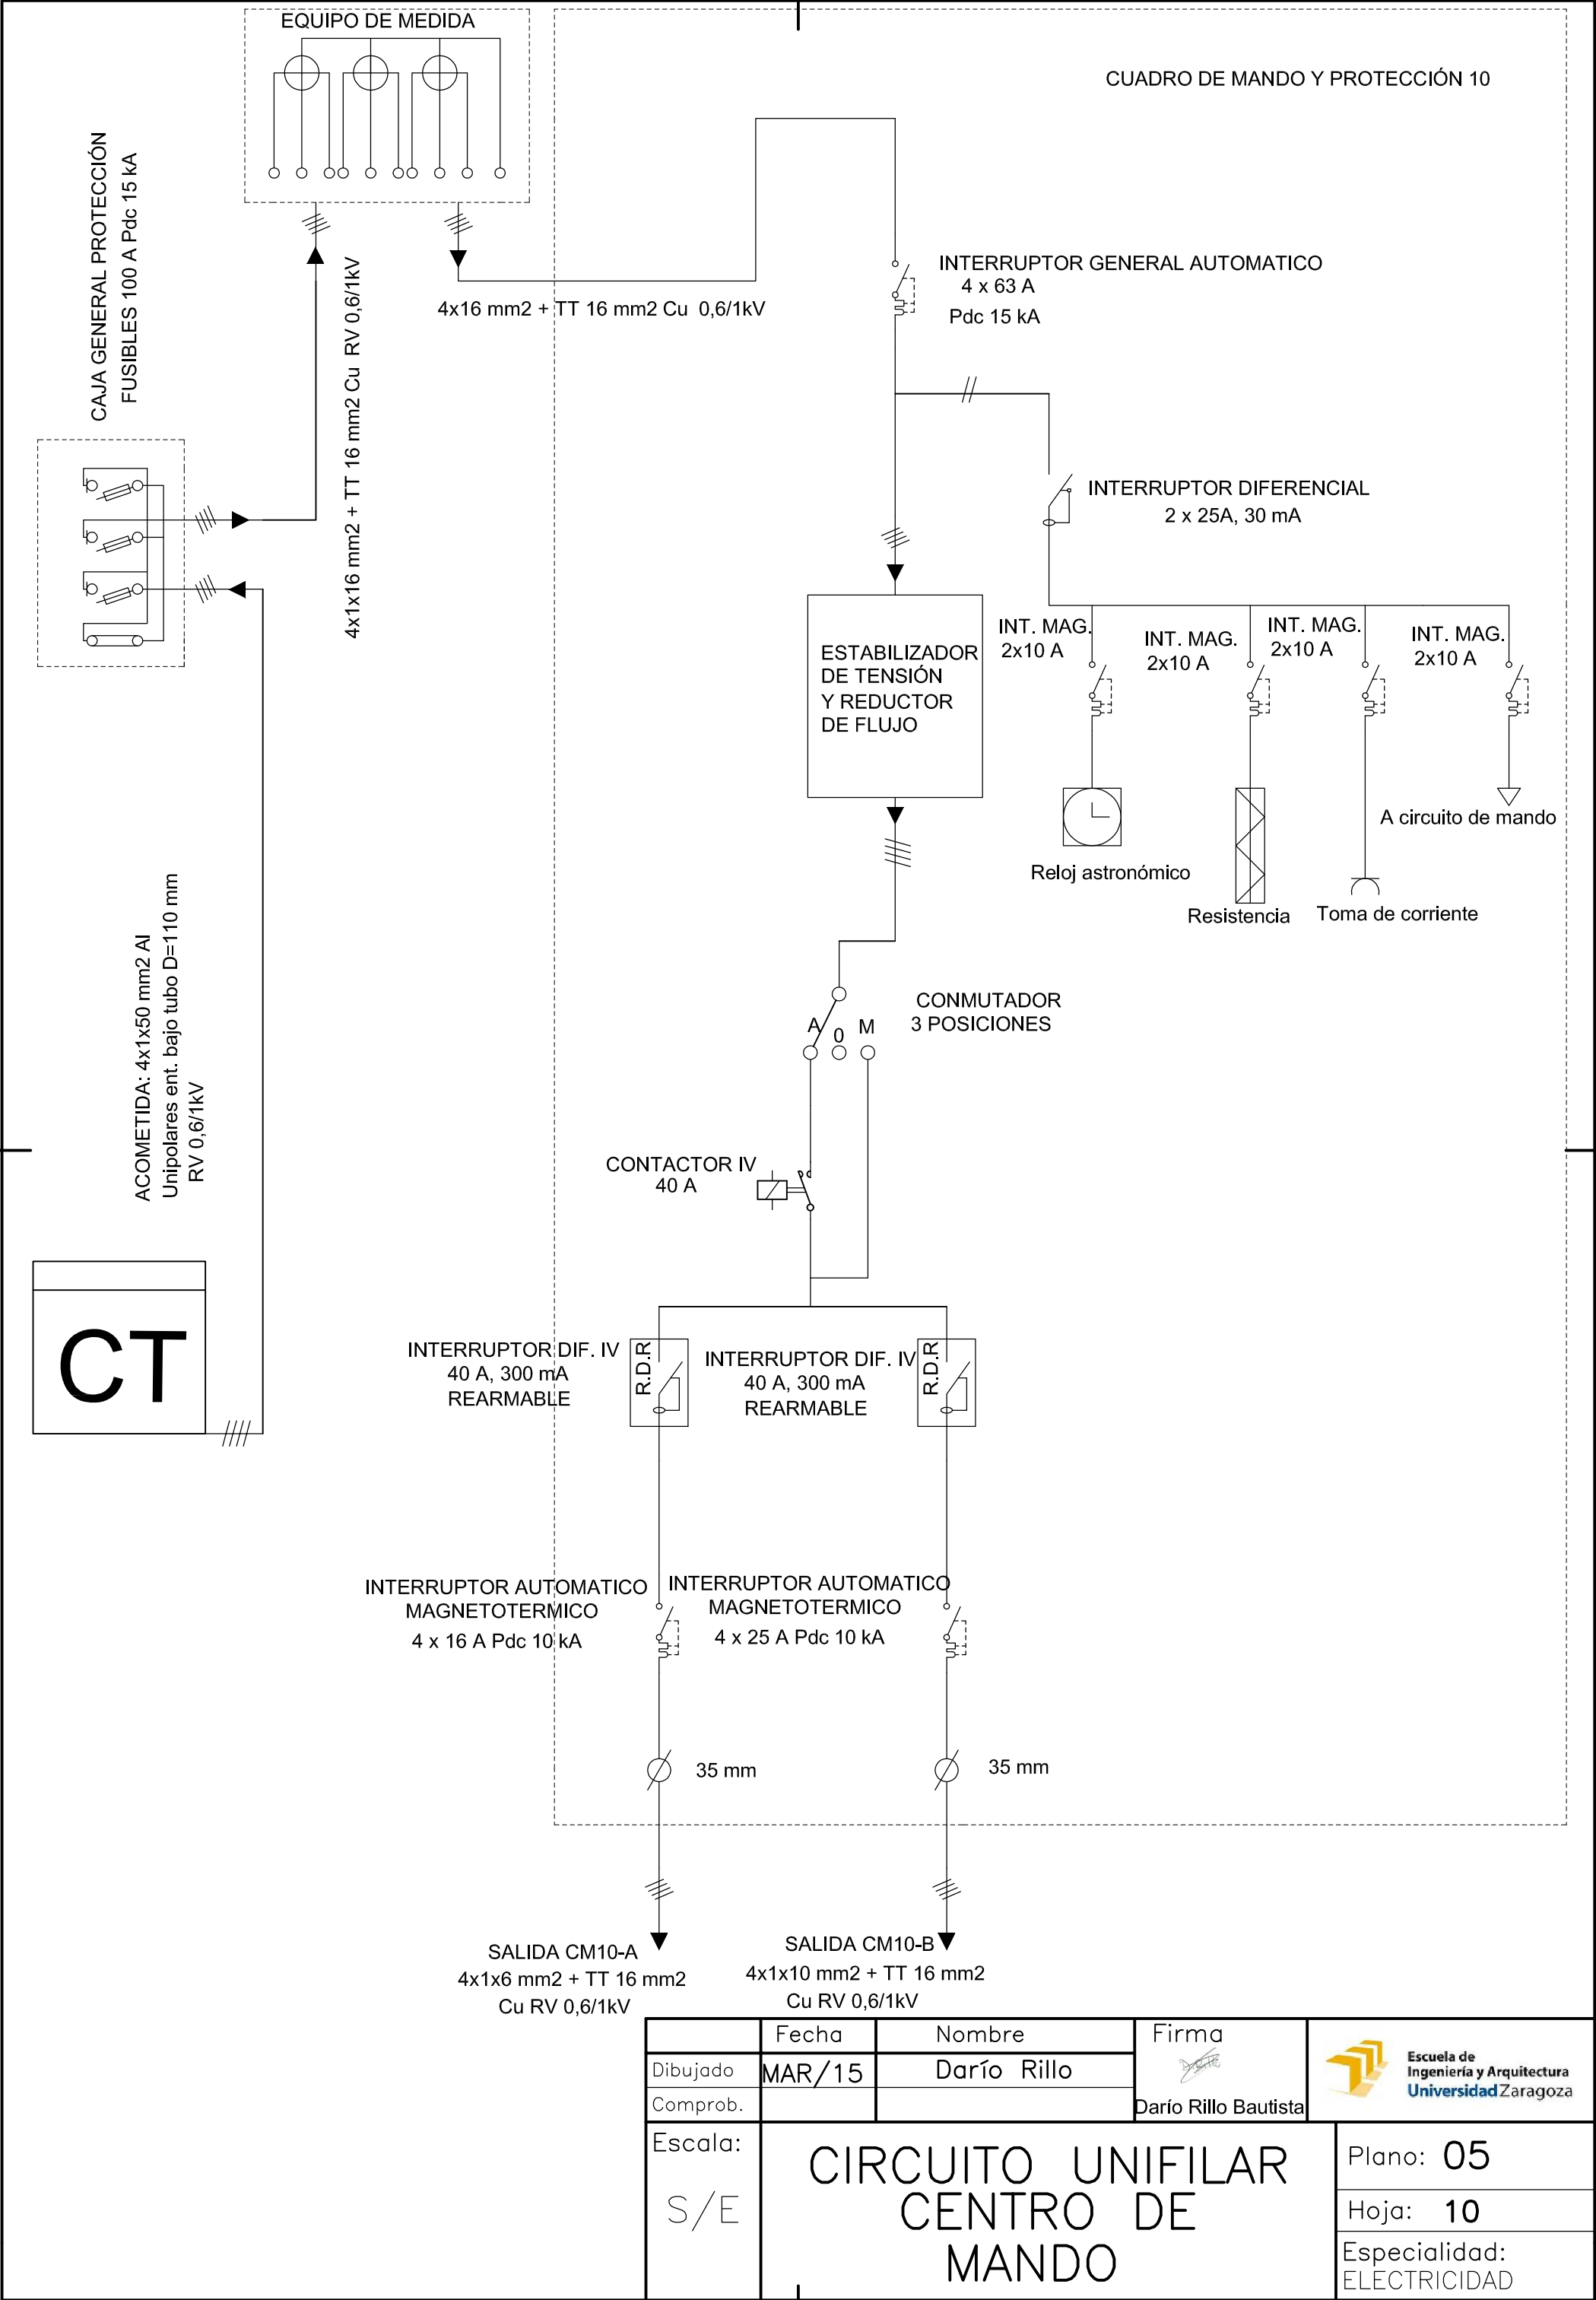 EQUIPO DE MEDIDA
CUADRO DE MANDO Y PROTECCIÓN 10
CAJA GENERAL PROTECCIÓN
FUSIBLES 100 A Pdc 15 kA
4x1x16 mm2 + TT 16 mm2 Cu  RV 0,6/1kV
4x16 mm2 + TT 16 mm2 Cu  0,6/1kV
INTERRUPTOR GENERAL AUTOMATICO
4 x 63 A
Pdc 15 kA
INTERRUPTOR DIFERENCIAL
2 x 25A, 30 mA
INT. MAG.
2x10 A
INT. MAG.
2x10 A
INT. MAG.
2x10 A
INT. MAG.
2x10 A
ESTABILIZADOR
DE TENSIÓN
Y REDUCTOR
DE FLUJO
Reloj astronómico
Resistencia
Toma de corriente
A circuito de mando
ACOMETIDA: 4x1x50 mm2 Al
Unipolares ent. bajo tubo D=110 mm
RV 0,6/1kV
CONMUTADOR
3 POSICIONES
A
0
M
CONTACTOR IV
40 A
CT
INTERRUPTOR DIF. IV
40 A, 300 mA
REARMABLE
R.D.R
INTERRUPTOR DIF. IV
40 A, 300 mA
REARMABLE
R.D.R
INTERRUPTOR AUTOMATICO
MAGNETOTERMICO
4 x 16 A Pdc 10 kA
INTERRUPTOR AUTOMATICO
MAGNETOTERMICO
4 x 25 A Pdc 10 kA
35 mm
35 mm
SALIDA CM10-A
4x1x6 mm2 + TT 16 mm2
Cu RV 0,6/1kV
SALIDA CM10-B
4x1x10 mm2 + TT 16 mm2
Cu RV 0,6/1kV
Fecha
Nombre
Firma
Dibujado
MAR/15
Darío Rillo
Comprob.
Darío Rillo Bautista
Escuela de
Ingeniería y Arquitectura
Universidad Zaragoza
Escala:
S/E
CIRCUITO UNIFILAR
CENTRO DE
MANDO
Plano: 05
Hoja: 10
Especialidad:
ELECTRICIDAD